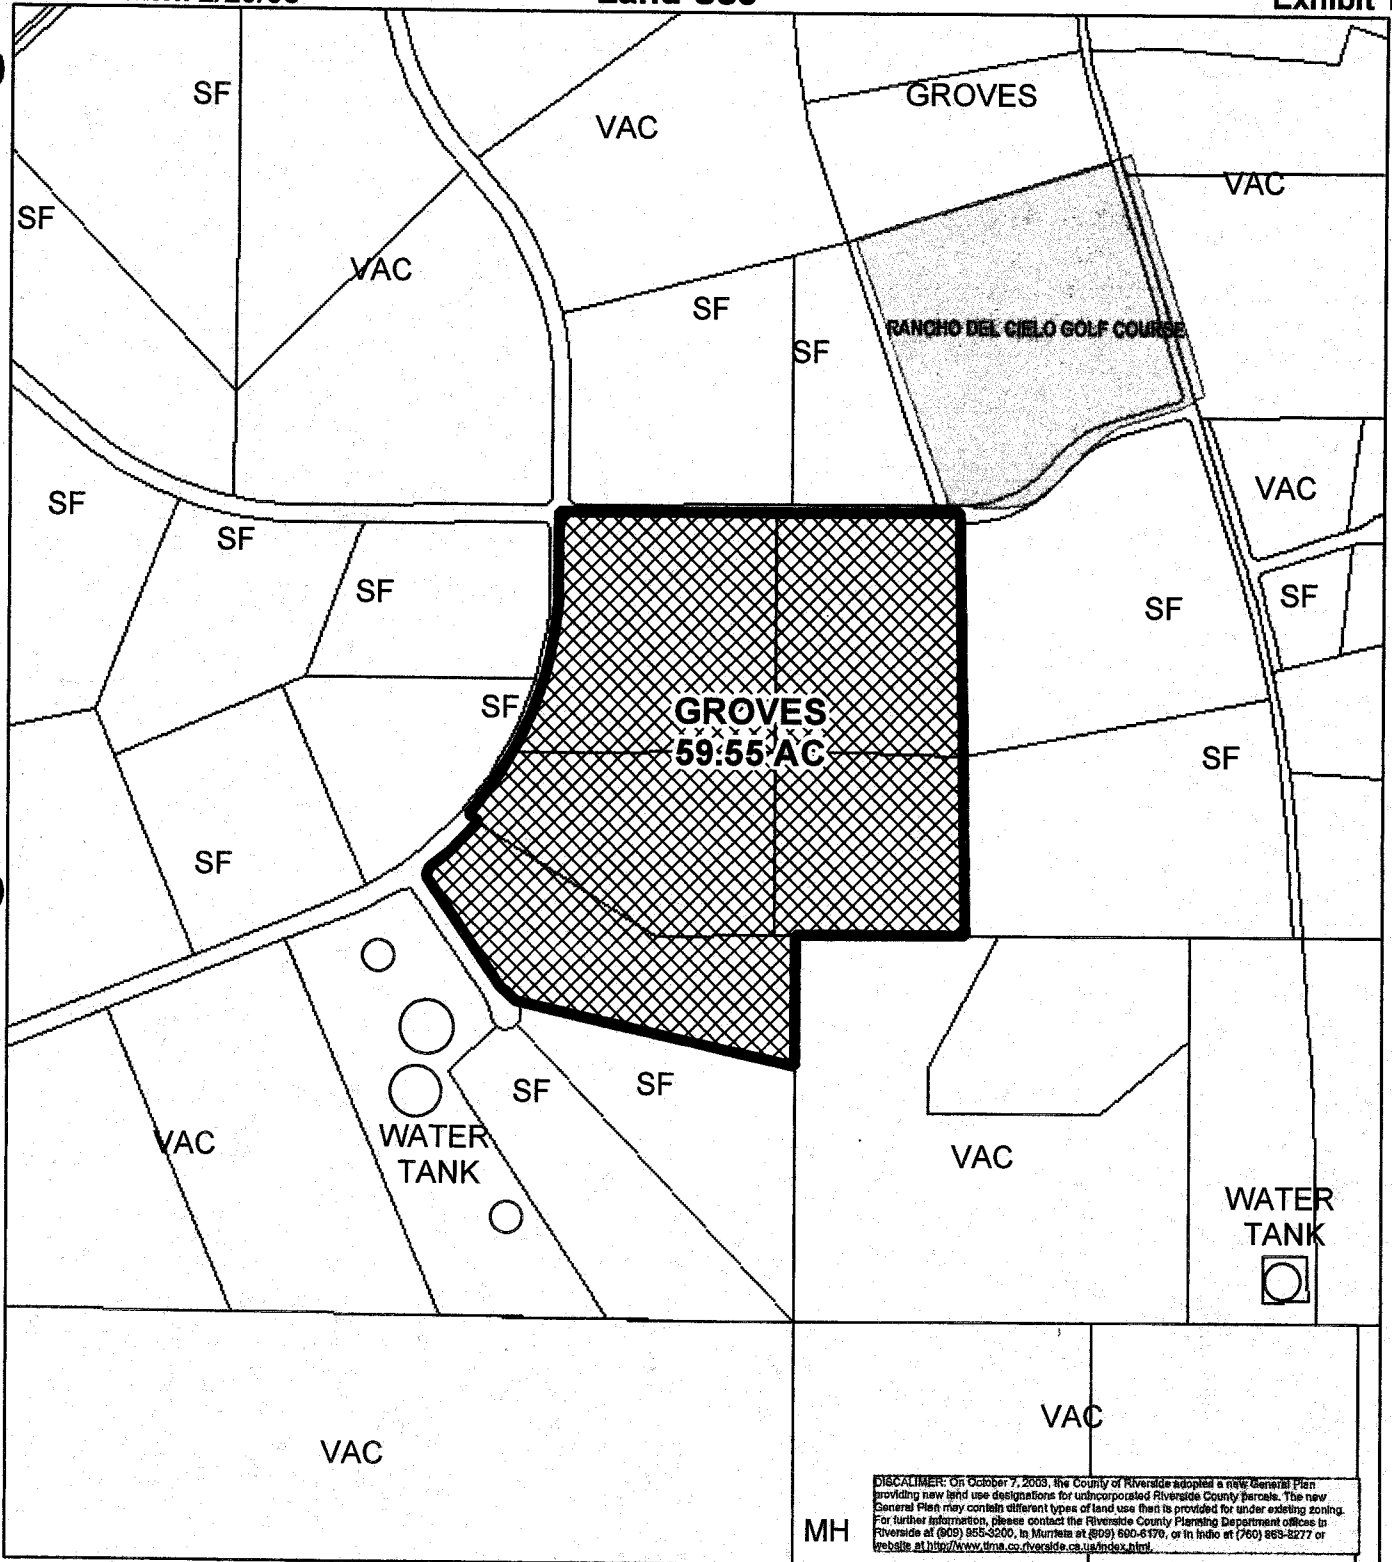 Land Use
Exhibit
SF
VAC
GROVES
SF
VAC
VAC
SF
SF
RANCHO DEL CIELO GOLF COURSE
SF
VAC
SF
SF
SF
SF
SF
GROVES
59.55 AC
SF
SF
SF
SF
VAC
WATER
TANK
VAC
WATER
TANK
VAC
VAC
MH
DISCALIMER: On October 7, 2003, the County of Riverside adopted a new General Plan
providing new land use designations for unincorporated Riverside County parcels. The new
General Plan may contain different types of land use than is provided for under existing zoning.
For further information, please contact the Riverside County Planning Department offices in
Riverside at (909) 955-3200, in Murrieta at (909) 600-6170, or in Indio at (760) 863-8277 or
website at http://www.tlma.co.riverside.ca.us/index.html.